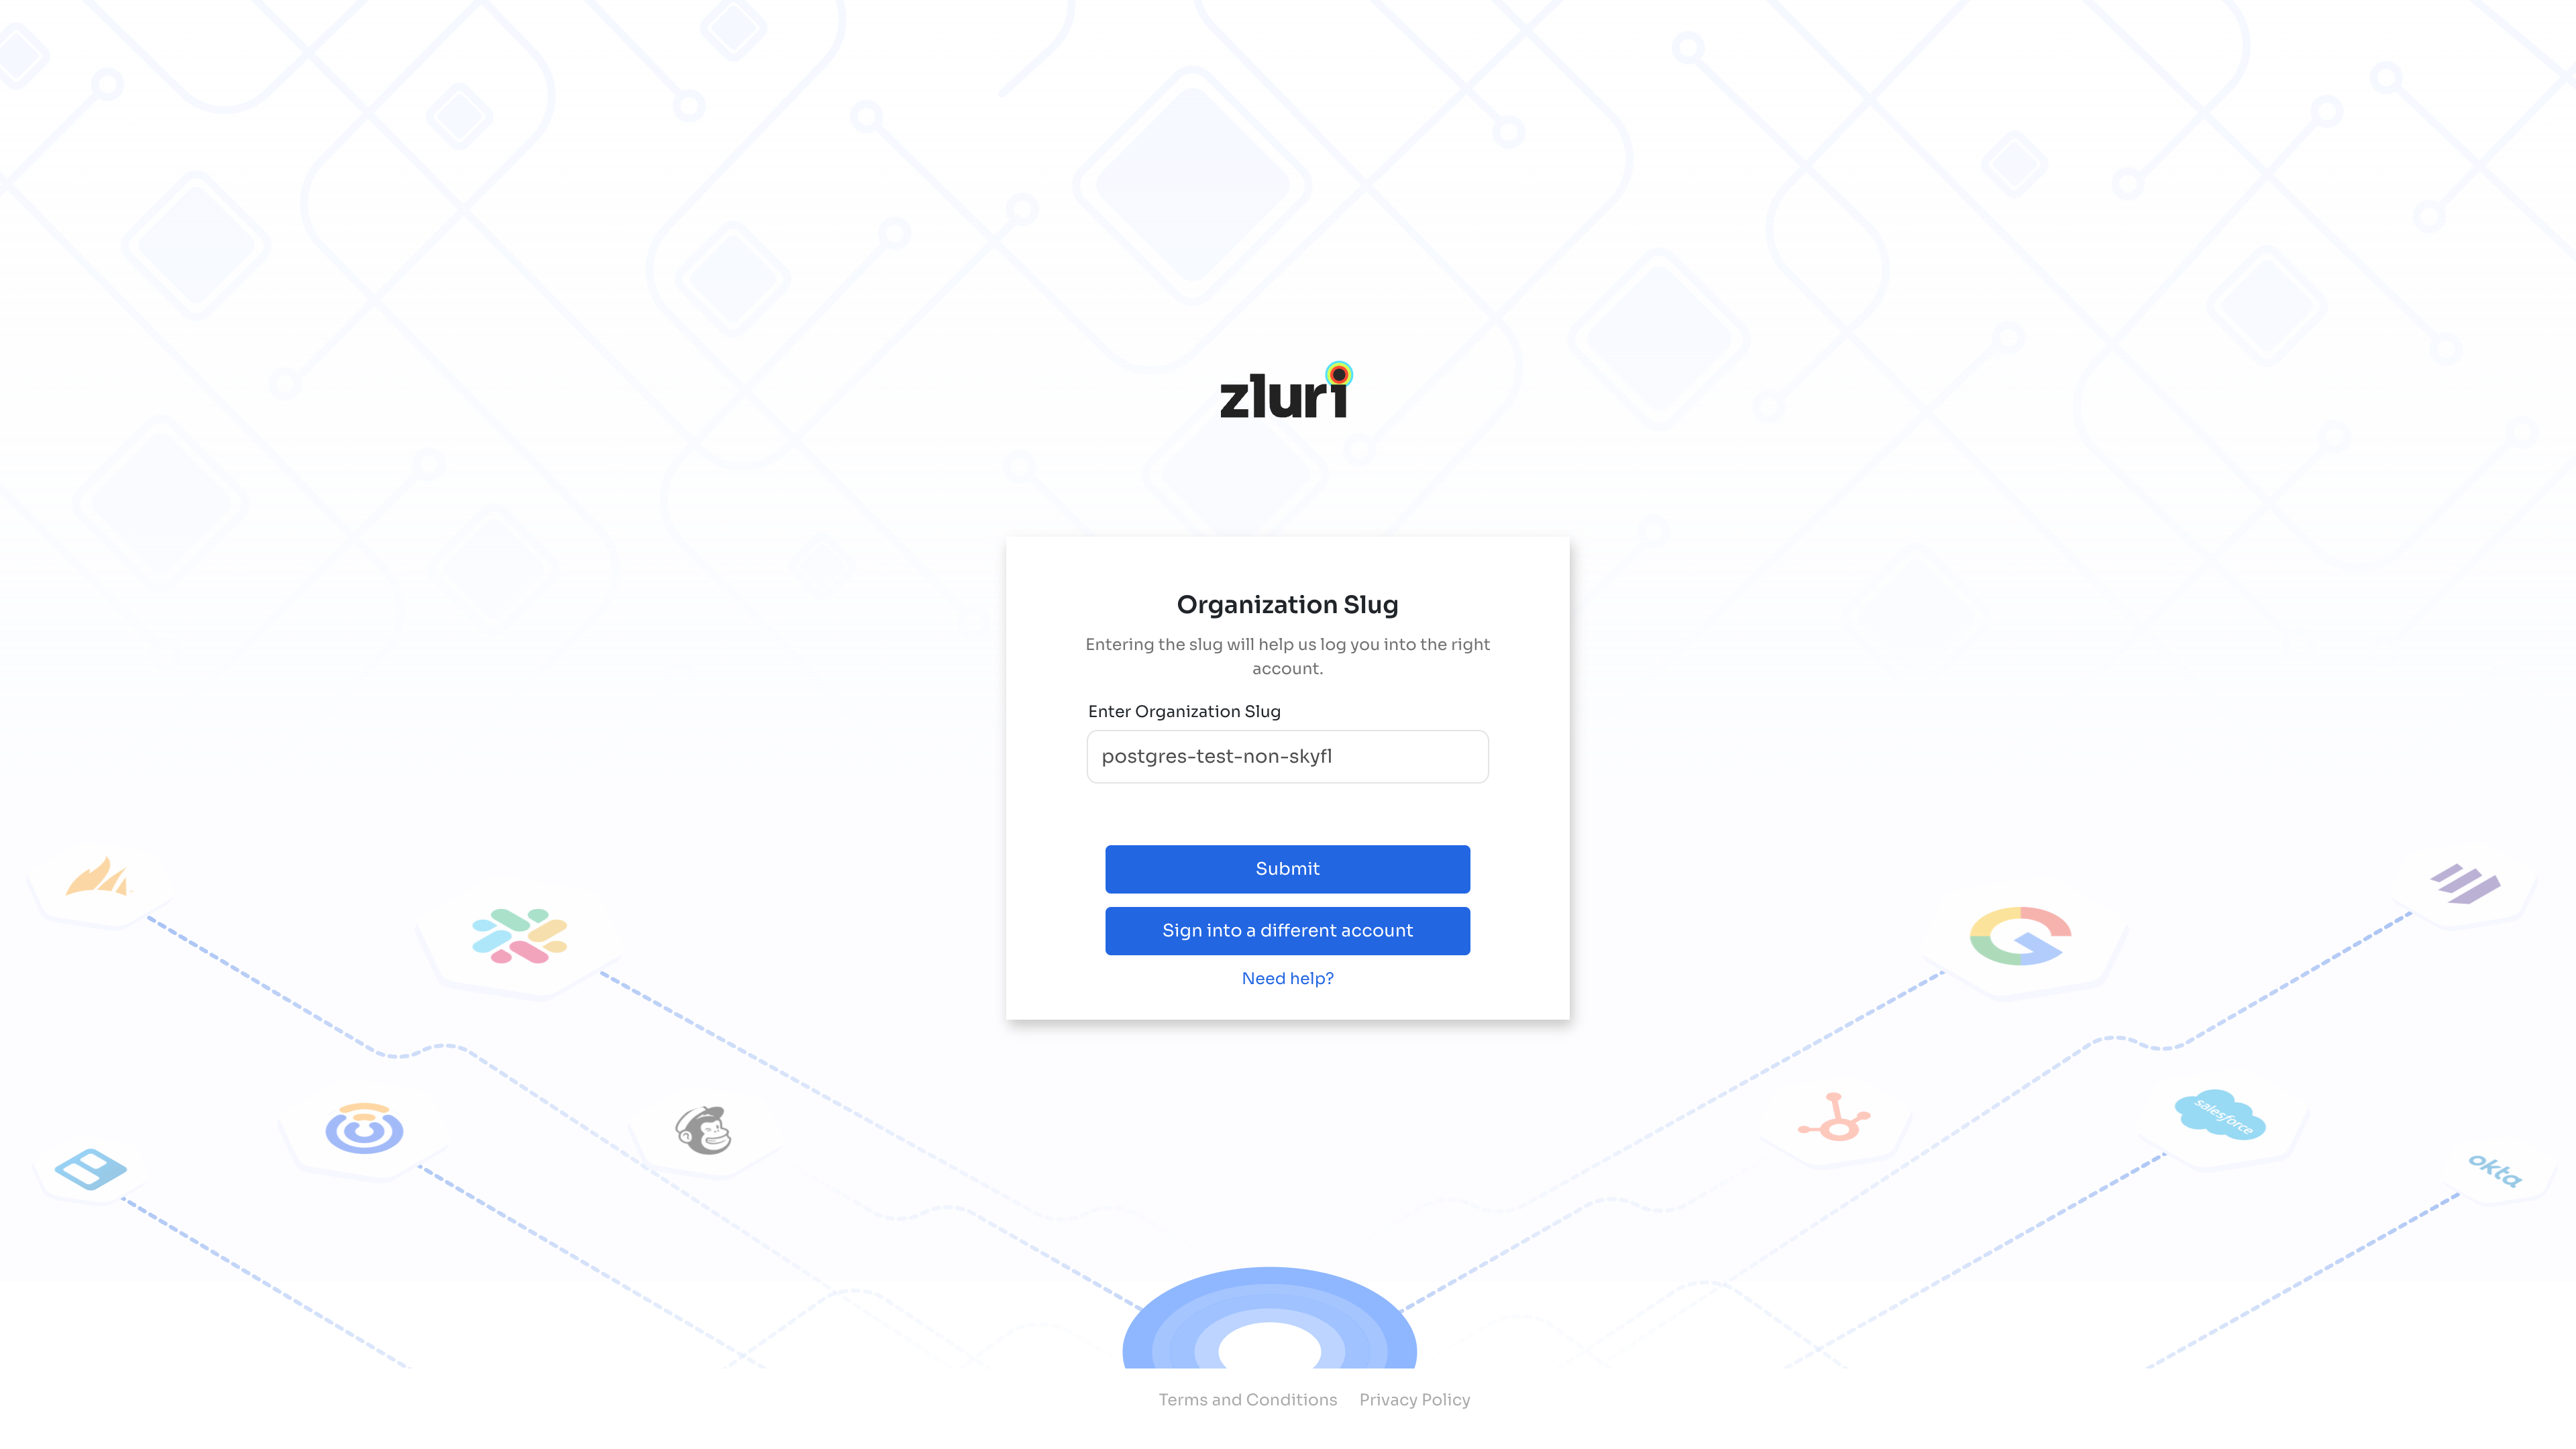 zluri
Organization Slug
Entering the slug will help us log you into the right
account.
Enter Organization Slug
postgres-test-non-skyfl
Submit
Sign into a different account
Need help?
salesforce
okta
Terms and Conditions Privacy Policy